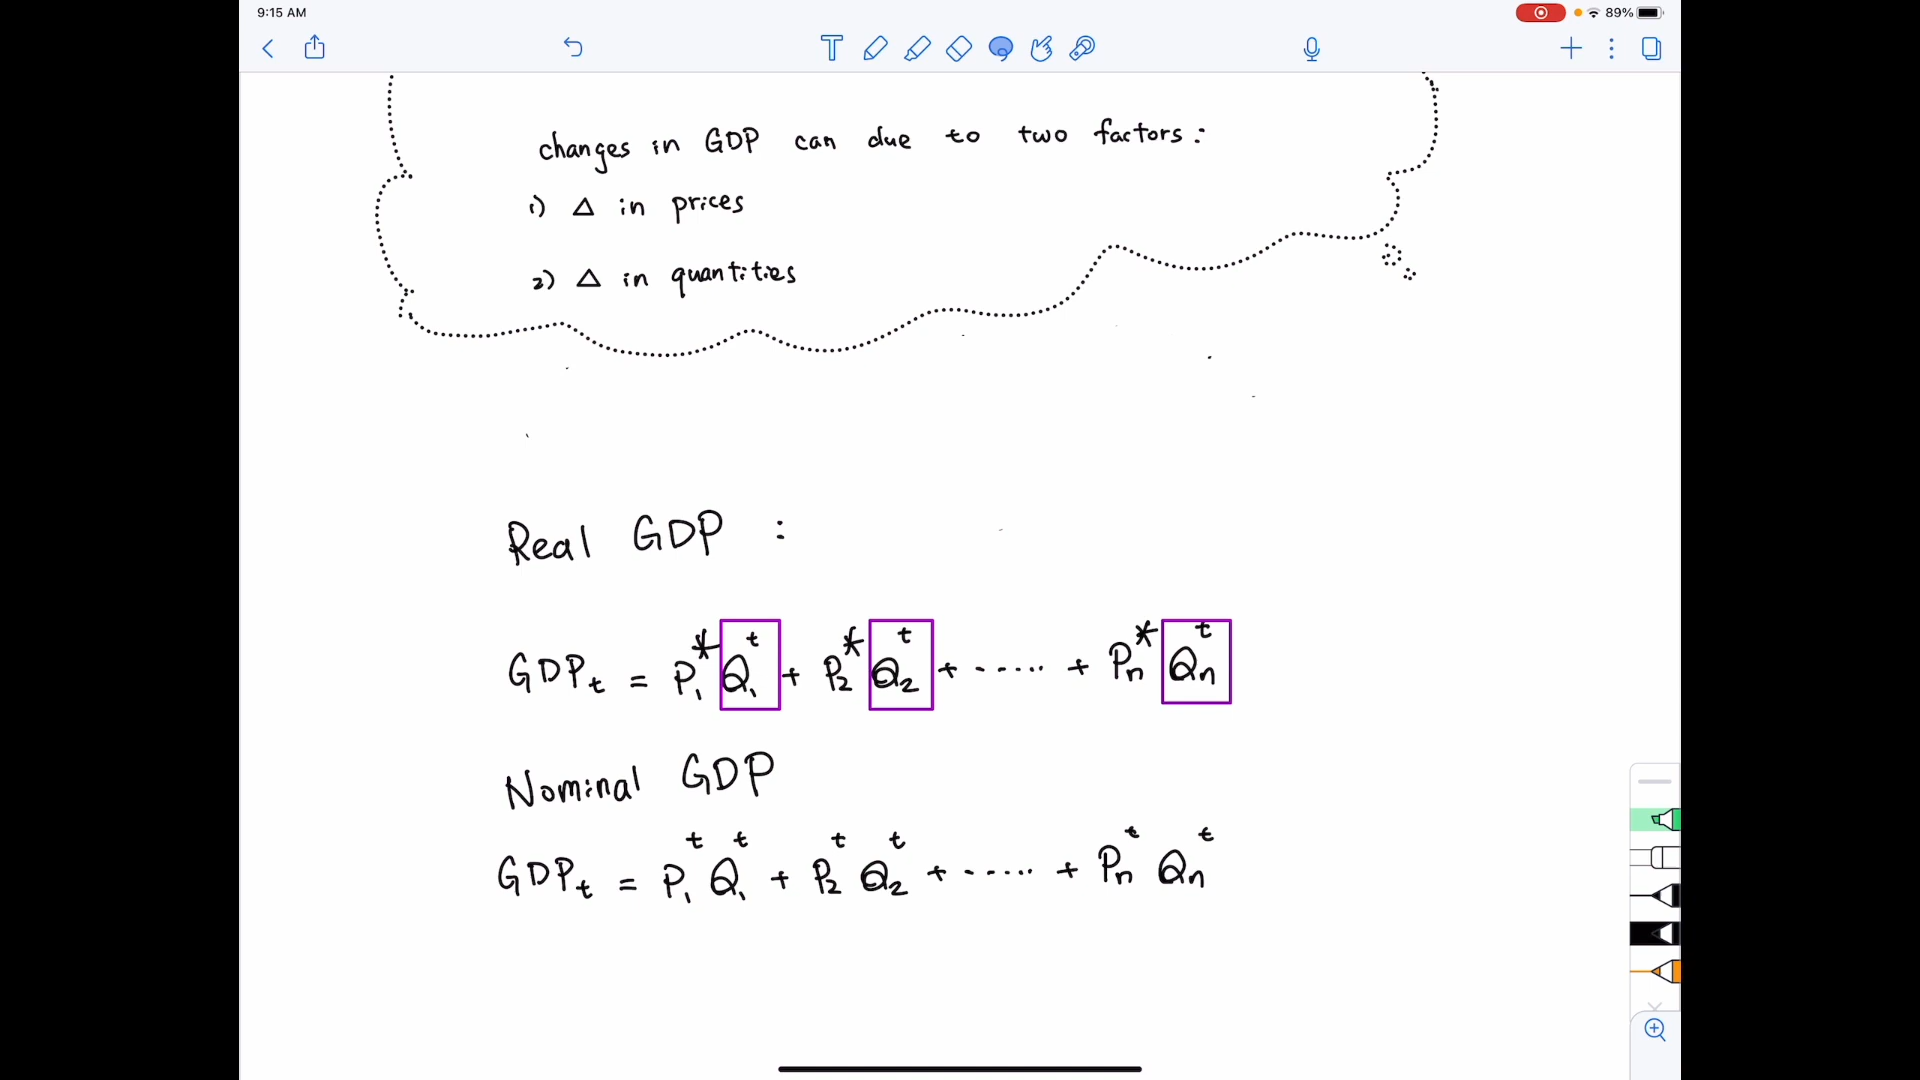 9:15 AM
89%
T
changes in GDP can due to two factors:
1) Δ in prices
2) Δ in quantities
Real GDP :
GDPₜ = P₁* Q₁ᵗ + P₂* Q₂ᵗ + ...... + Pₙ* Qₙᵗ
Nominal GDP
GDPₜ = P₁ᵗ Q₁ᵗ + P₂ᵗ Q₂ᵗ + ...... + Pₙᵗ Qₙᵗ